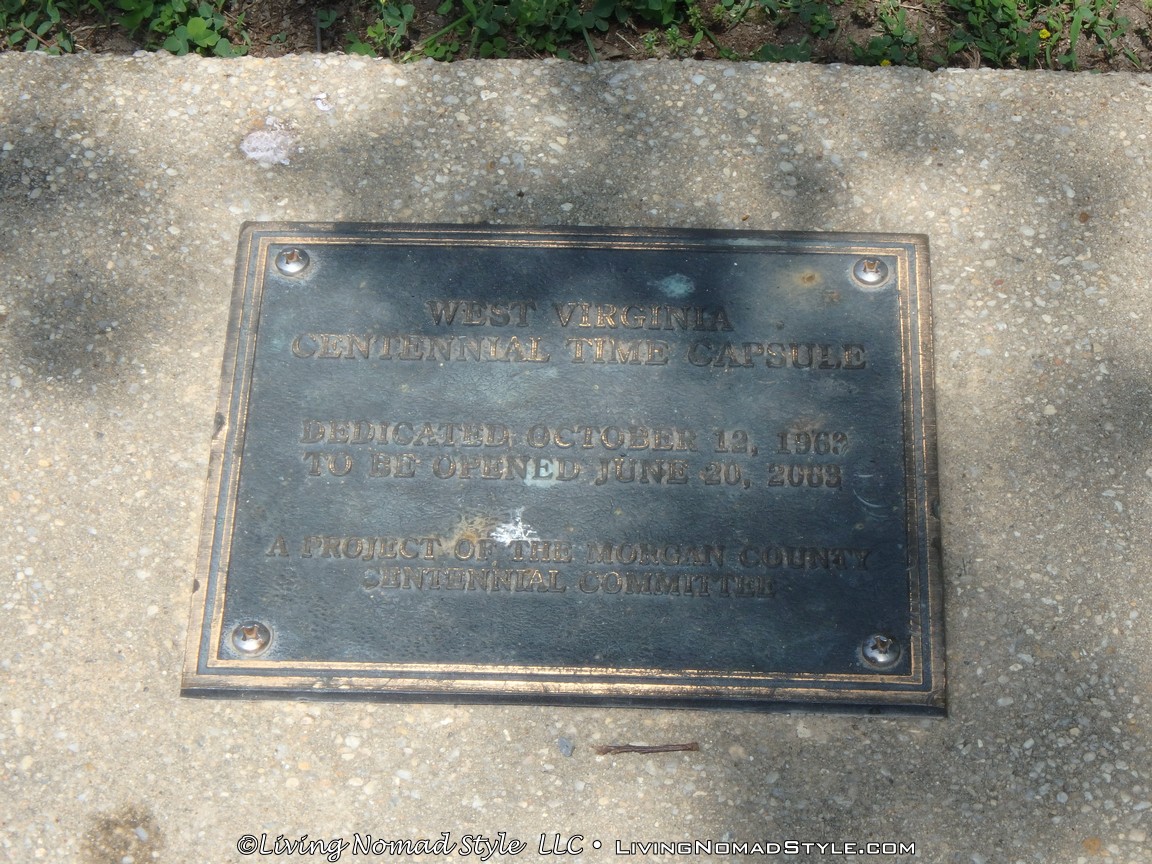 WEST VIRGINIA
CENTENNIAL TIME CAPSULE
DEDICATED OCTOBER 12, 1963
TO BE OPENED JUNE 20, 2063
A PROJECT OF THE MORGAN COUNTY
CENTENNIAL COMMITTEE
©Living Nomad Style LLC • LivingNomadStyle.com